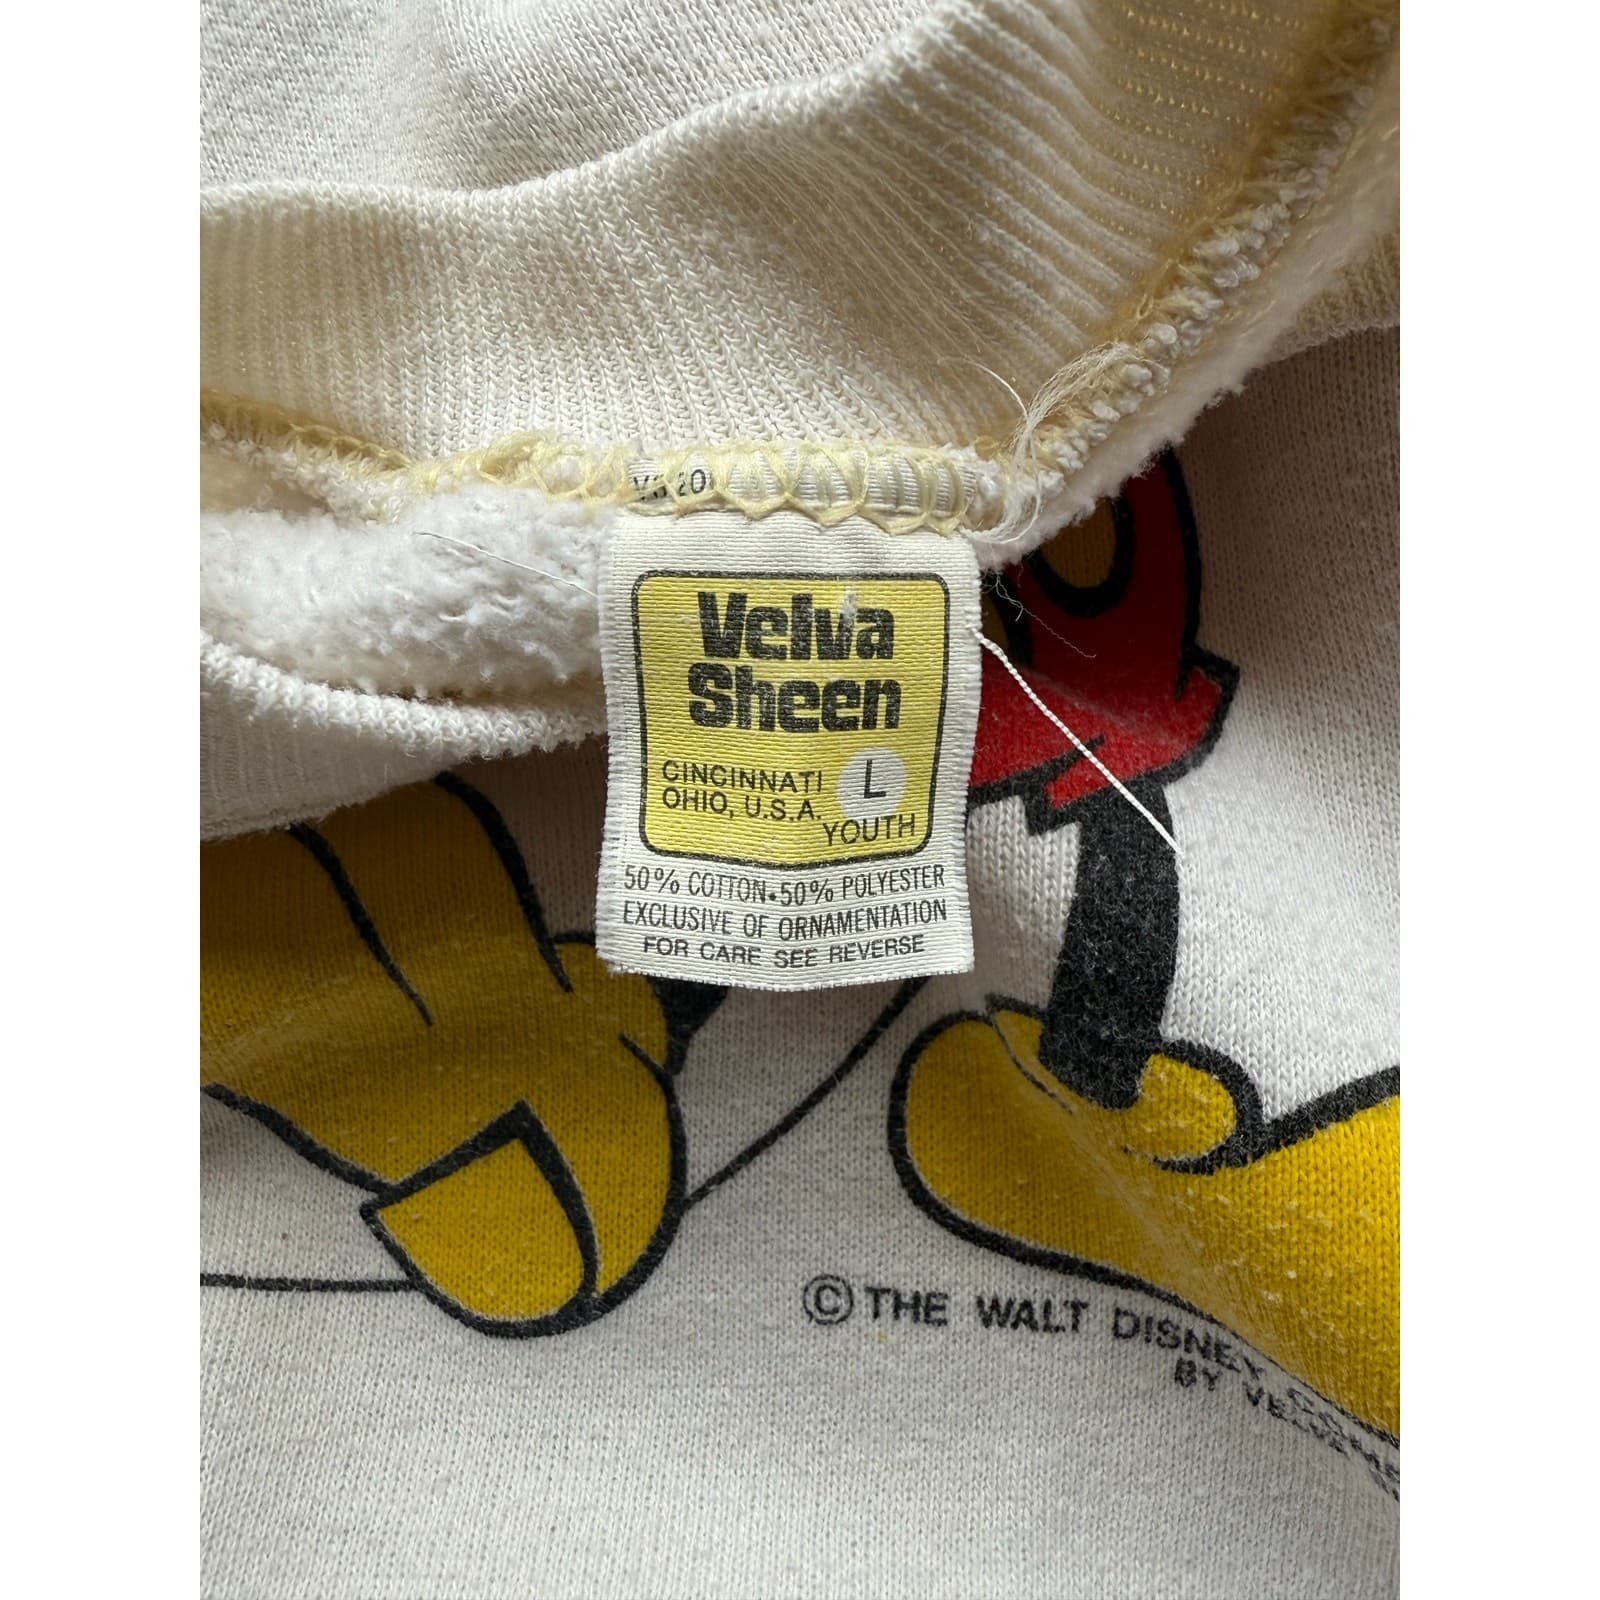 Velva
Sheen
CINCINNATI
OHIO, U.S.A.
L
YOUTH
50% COTTON•50% POLYESTER
EXCLUSIVE OF ORNAMENTATION
FOR CARE SEE REVERSE
© THE WALT DISNEY
BY